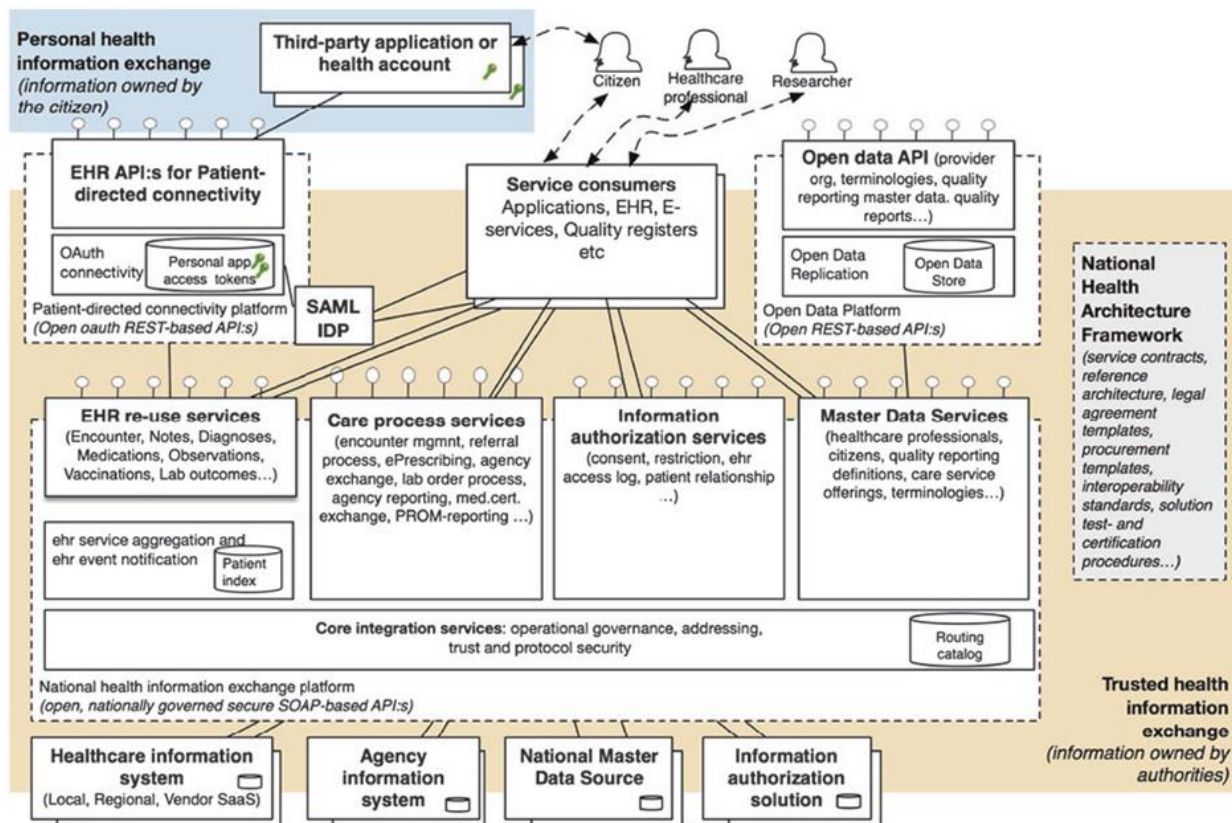 Personal health
information exchange
(information owned by
the citizen)
Third-party application or
health account
Citizen
Healthcare
professional
Researcher
EHR API:s for Patient-
directed connectivity
OAuth
connectivity
Personal app
access tokens
Patient-directed connectivity platform
(Open oauth REST-based API:s)
SAML
IDP
Service consumers
Applications, EHR, E-
services, Quality registers
etc
Open data API (provider
org, terminologies, quality
reporting master data. quality
reports...)
Open Data
Replication
Open Data
Store
Open Data Platform
(Open REST-based API:s)
National
Health
Architecture
Framework
(service contracts,
reference
architecture, legal
agreement
templates,
procurement
templates,
interoperability
standards, solution
test- and
certification
procedures...)
EHR re-use services
(Encounter, Notes, Diagnoses,
Medications, Observations,
Vaccinations, Lab outcomes...)
ehr service aggregation and
ehr event notification
Patient
index
Care process services
(encounter mgmnt, referral
process, ePrescribing, agency
exchange, lab order process,
agency reporting, med.cert.
exchange, PROM-reporting ...)
Information
authorization services
(consent, restriction, ehr
access log, patient relationship
...)
Master Data Services
(healthcare professionals,
citizens, quality reporting
definitions, care service
offerings, terminologies...)
Core integration services: operational governance, addressing,
trust and protocol security
Routing
catalog
National health information exchange platform
(open, nationally governed secure SOAP-based API:s)
Trusted health
information
exchange
(information owned by
authorities)
Healthcare information
system
(Local, Regional, Vendor SaaS)
Agency
information
system
National Master
Data Source
Information
authorization
solution